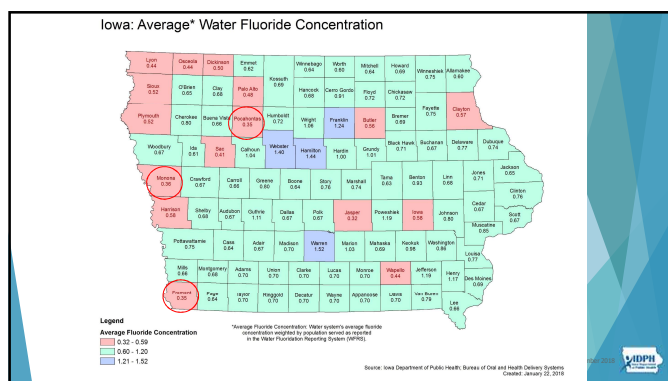 Iowa: Average* Water Fluoride Concentration
Lyon
0.44
Osceola
0.44
Dickinson
0.50
Emmet
0.62
Winnebago
0.64
Worth
0.60
Mitchell
0.64
Howard
0.69
Winneshiek
0.75
Allamakee
0.60
Kossuth
0.69
Sioux
0.52
O'Brien
0.65
Clay
0.68
Palo Alto
0.48
Hancock
0.68
Cerro Gordo
0.91
Floyd
0.72
Chickasaw
0.72
Fayette
0.75
Clayton
0.57
Plymouth
0.52
Cherokee
0.80
Buena Vista
0.66
Pocahontas
0.35
Humboldt
0.72
Wright
1.06
Franklin
1.24
Butler
0.56
Bremer
0.69
Woodbury
0.67
Ida
0.61
Sac
0.41
Calhoun
1.04
Webster
1.40
Hamilton
1.44
Hardin
1.00
Grundy
1.01
Black Hawk
0.71
Buchanan
0.67
Delaware
0.77
Dubuque
0.74
Monona
0.36
Crawford
0.67
Carroll
0.66
Greene
0.80
Boone
0.64
Story
0.76
Marshall
0.74
Tama
0.63
Benton
0.93
Linn
0.68
Jones
0.71
Jackson
0.65
Clinton
0.76
Harrison
0.58
Shelby
0.68
Audubon
0.67
Guthrie
1.11
Dallas
0.67
Polk
0.67
Jasper
0.32
Poweshiek
1.19
Iowa
0.58
Johnson
0.80
Cedar
0.67
Scott
0.67
Muscatine
0.85
Pottawattamie
0.75
Cass
0.64
Adair
0.67
Madison
0.70
Warren
1.52
Marion
1.03
Mahaska
0.69
Keokuk
0.98
Washington
0.86
Louisa
0.77
Mills
0.66
Montgomery
0.66
Adams
0.70
Union
0.70
Clarke
0.70
Lucas
0.70
Monroe
0.70
Wapello
0.44
Jefferson
1.19
Henry
1.17
Des Moines
0.69
Fremont
0.35
Page
0.64
Taylor
0.70
Ringgold
0.70
Decatur
0.70
Wayne
0.70
Appanoose
0.70
Davis
0.70
Van Buren
0.79
Lee
0.66
Legend
Average Fluoride Concentration
0.32 - 0.59
0.60 - 1.20
1.21 - 1.52
*Average Fluoride Concentration: Water system's average fluoride
concentration weighted by population served as reported
in the Water Fluoridation Reporting System (WFRS).
Source: Iowa Department of Public Health; Bureau of Oral and Health Delivery Systems
Created: January 22, 2018
IDPH